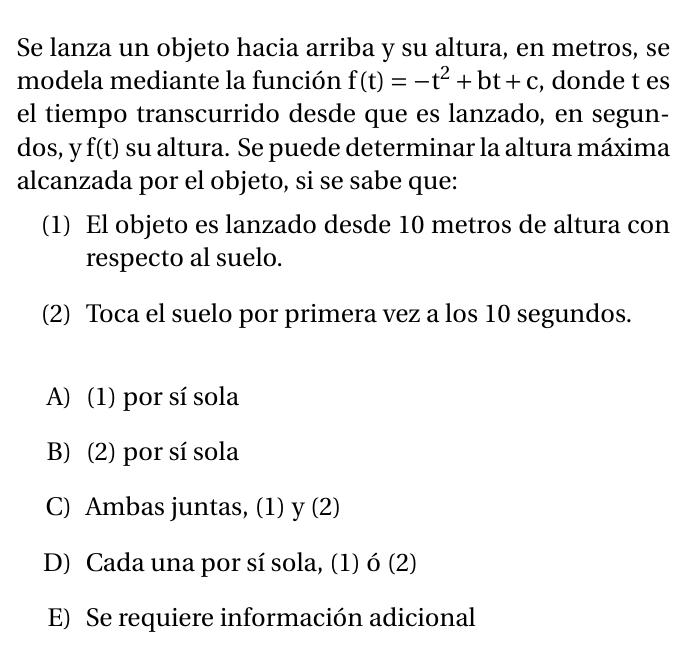 Se lanza un objeto hacia arriba y su altura, en metros, se
modela mediante la función f(t) = −t² + bt + c, donde t es
el tiempo transcurrido desde que es lanzado, en segun-
dos, y f(t) su altura. Se puede determinar la altura máxima
alcanzada por el objeto, si se sabe que:
(1) El objeto es lanzado desde 10 metros de altura con
respecto al suelo.
(2) Toca el suelo por primera vez a los 10 segundos.
A) (1) por sí sola
B) (2) por sí sola
C) Ambas juntas, (1) y (2)
D) Cada una por sí sola, (1) ó (2)
E) Se requiere información adicional